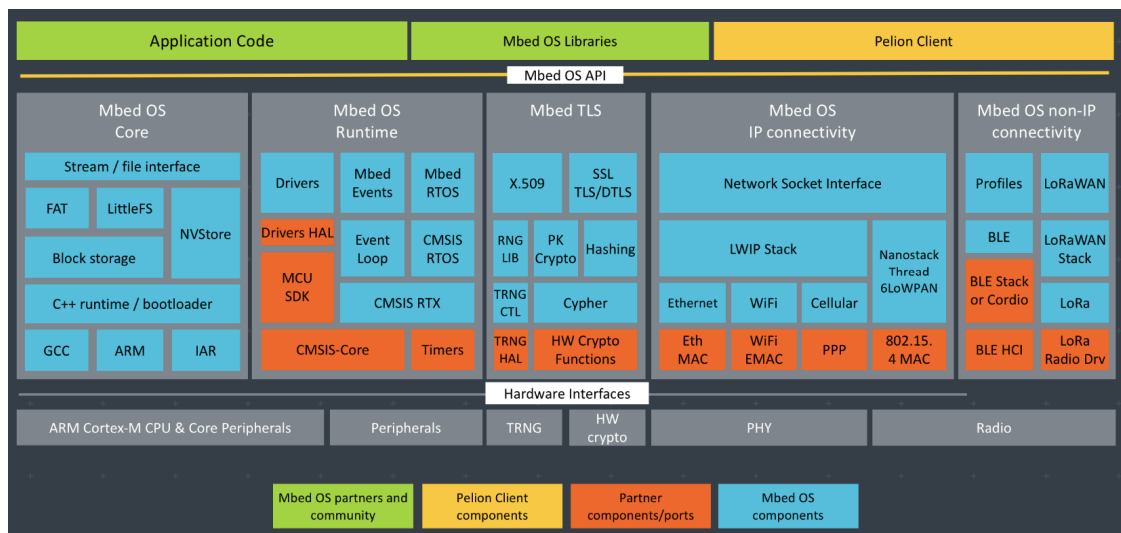 Application Code
Mbed OS Libraries
Pelion Client
Mbed OS API
Mbed OS
Core
Stream / file interface
FAT
LittleFS
NVStore
Block storage
C++ runtime / bootloader
GCC
ARM
IAR
Mbed OS
Runtime
Drivers
Mbed
Events
Mbed
RTOS
Drivers HAL
Event
Loop
CMSIS
RTOS
MCU
SDK
CMSIS RTX
CMSIS-Core
Timers
Mbed TLS
X.509
SSL
TLS/DTLS
RNG
LIB
PK
Crypto
Hashing
TRNG
CTL
Cypher
TRNG
HAL
HW Crypto
Functions
Mbed OS
IP connectivity
Network Socket Interface
LWIP Stack
Nanostack
Thread
6LoWPAN
Ethernet
WiFi
Cellular
Eth
MAC
WiFi
EMAC
PPP
802.15.
4 MAC
Mbed OS non-IP
connectivity
Profiles
LoRaWAN
BLE
LoRaWAN
Stack
BLE Stack
or Cordio
LoRa
BLE HCI
LoRa
Radio Drv
Hardware Interfaces
ARM Cortex-M CPU & Core Peripherals
Peripherals
TRNG
HW
crypto
PHY
Radio
Mbed OS partners and
community
Pelion Client
components
Partner
components/ports
Mbed OS
components